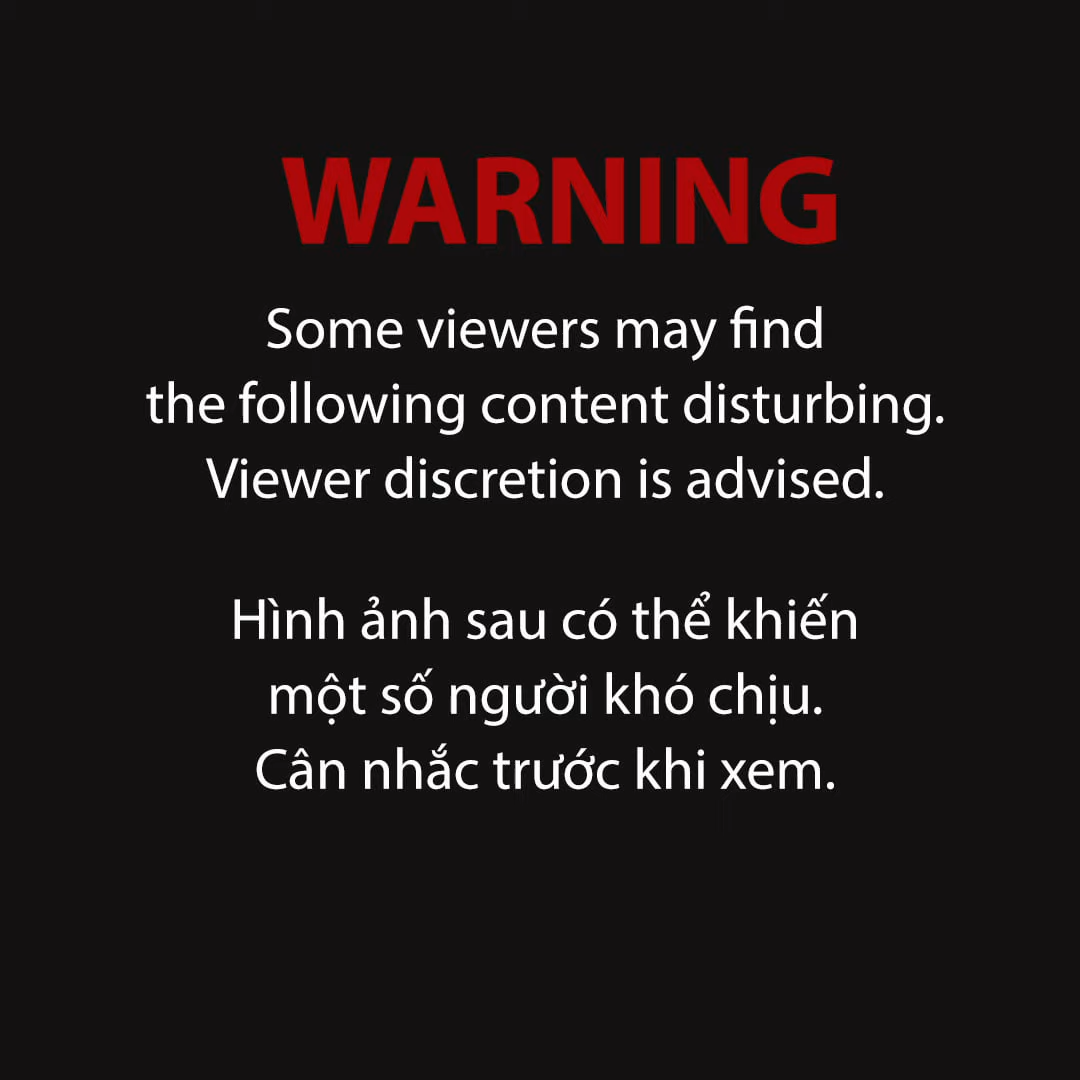 WARNING
Some viewers may find
the following content disturbing.
Viewer discretion is advised.
Hình ảnh sau có thể khiến
một số người khó chịu.
Cân nhắc trước khi xem.